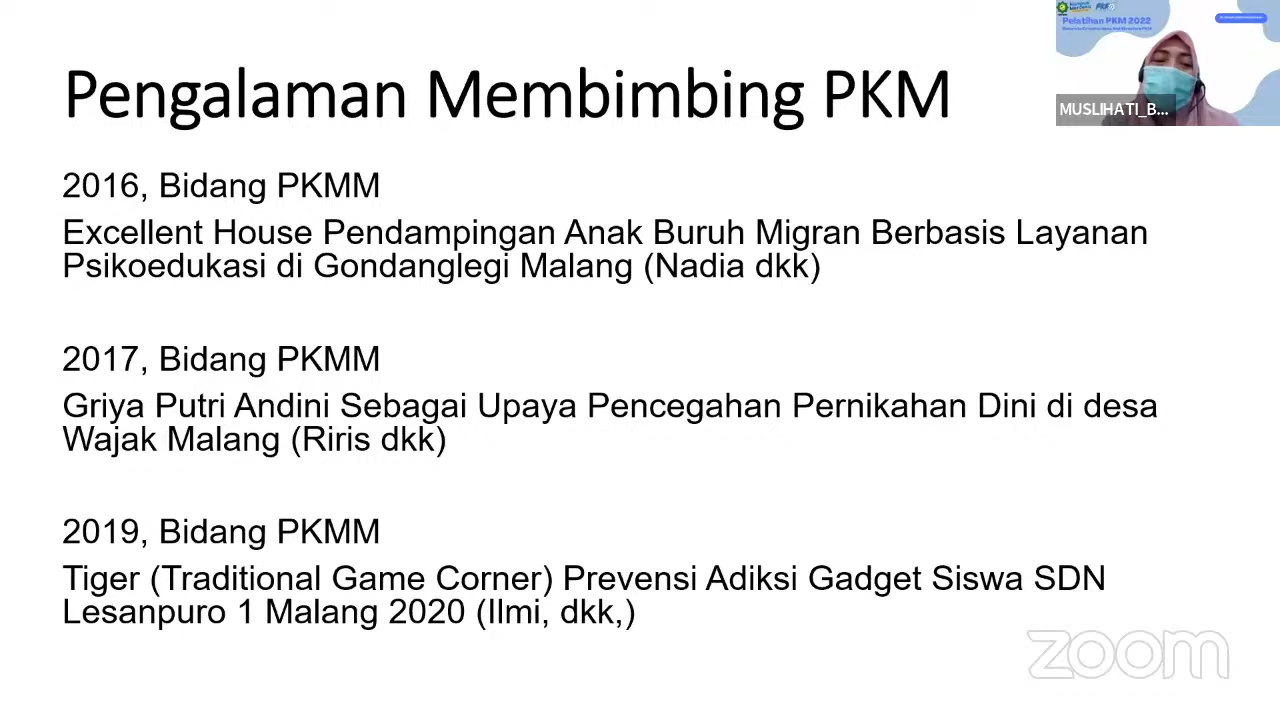 Pengalaman Membimbing PKM
Pelatihan PKM 2022
MUSLIHATI_B...
2016, Bidang PKMM
Excellent House Pendampingan Anak Buruh Migran Berbasis Layanan
Psikoedukasi di Gondanglegi Malang (Nadia dkk)
2017, Bidang PKMM
Griya Putri Andini Sebagai Upaya Pencegahan Pernikahan Dini di desa
Wajak Malang (Riris dkk)
2019, Bidang PKMM
Tiger (Traditional Game Corner) Prevensi Adiksi Gadget Siswa SDN
Lesanpuro 1 Malang 2020 (Ilmi, dkk,)
zoom